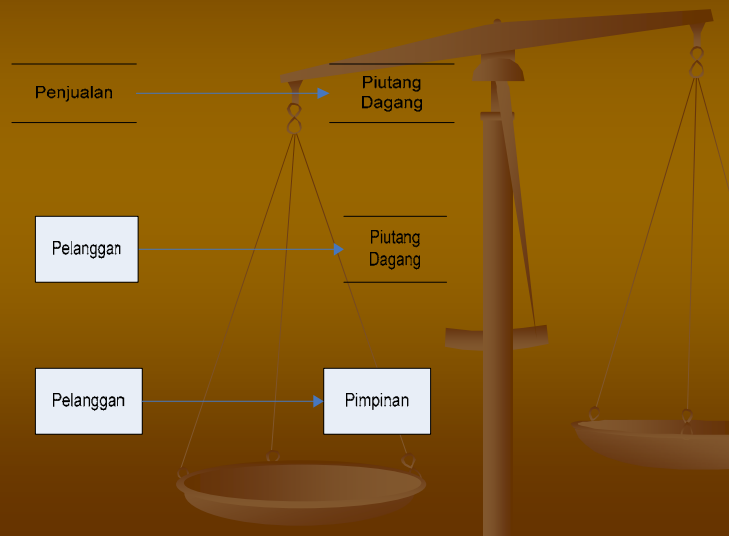 Penjualan
Piutang
Dagang
Pelanggan
Piutang
Dagang
Pelanggan
Pimpinan